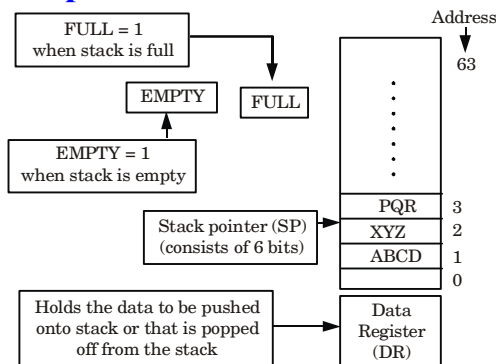 Address
FULL = 1
when stack is full
63
EMPTY
FULL
EMPTY = 1
when stack is empty
PQR 3
Stack pointer (SP)
(consists of 6 bits)
XYZ 2
ABCD 1
0
Holds the data to be pushed
onto stack or that is popped
off from the stack
Data
Register
(DR)